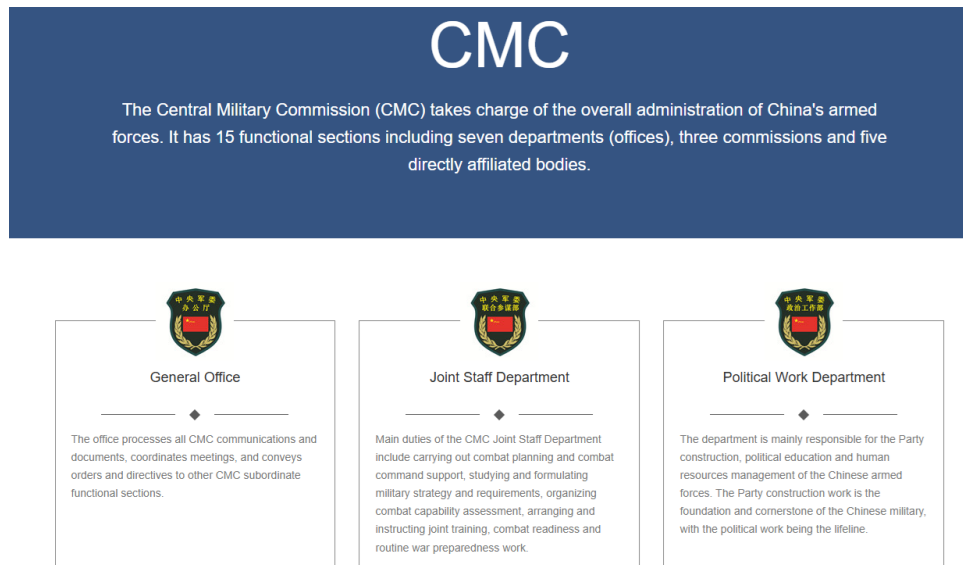 CMC
The Central Military Commission (CMC) takes charge of the overall administration of China's armed
forces. It has 15 functional sections including seven departments (offices), three commissions and five
directly affiliated bodies.
中央军委
办公厅
General Office
The office processes all CMC communications and
documents, coordinates meetings, and conveys
orders and directives to other CMC subordinate
functional sections.
中央军委
联合参谋部
Joint Staff Department
Main duties of the CMC Joint Staff Department
include carrying out combat planning and combat
command support, studying and formulating
military strategy and requirements, organizing
combat capability assessment, arranging and
instructing joint training, combat readiness and
routine war preparedness work.
中央军委
政治工作部
Political Work Department
The department is mainly responsible for the Party
construction, political education and human
resources management of the Chinese armed
forces. The Party construction work is the
foundation and cornerstone of the Chinese military,
with the political work being the lifeline.